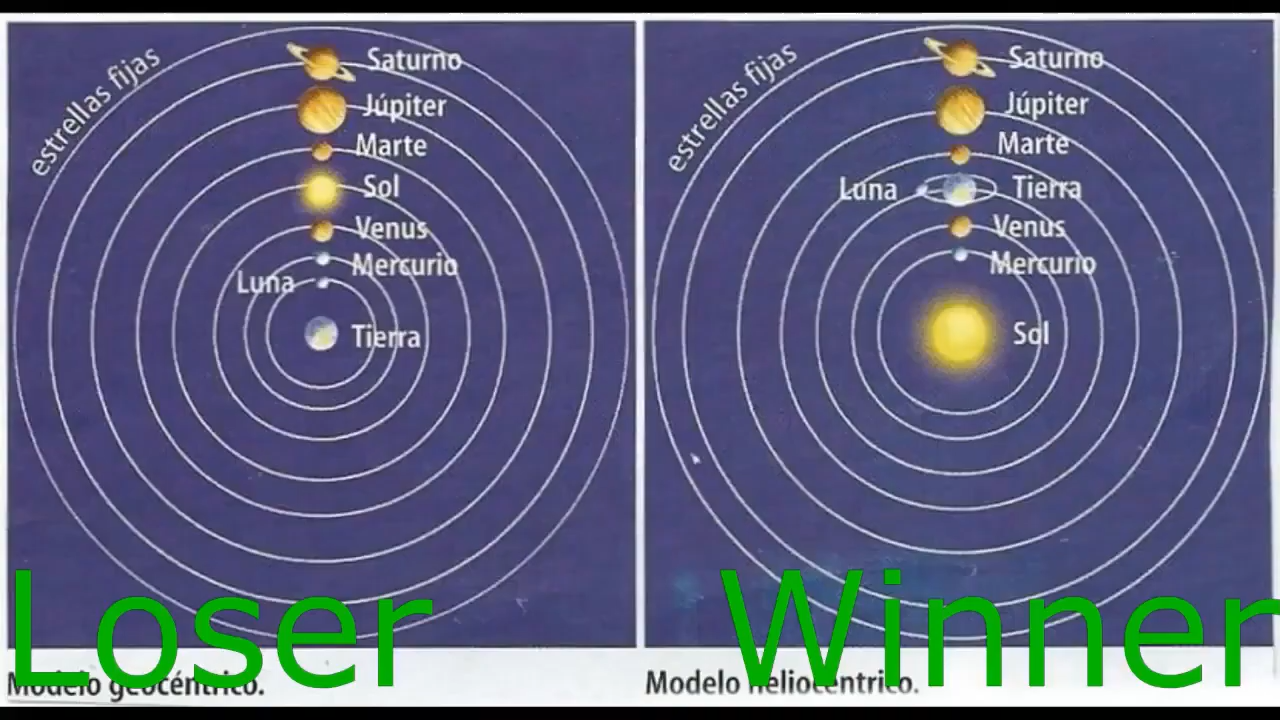 estrellas fijas
Saturno
Júpiter
Marte
Sol
Venus
Mercurio
Luna
Tierra
Loser
Modelo geocéntrico.
estrellas fijas
Saturno
Júpiter
Marte
Luna
Tierra
Venus
Mercurio
Sol
Winner
Modelo heliocéntrico.